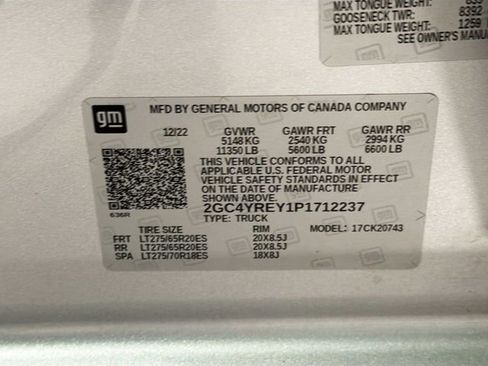 MAX TONGUE WEIGHT:
GOOSENECK TWR: 8392
MAX TONGUE WEIGHT: 1259
SEE OWNER'S MANUA
gm
MFD BY GENERAL MOTORS OF CANADA COMPANY
12/22 GVWR GAWR FRT GAWR RR
5148 KG 2540 KG 2994 KG
11350 LB 5600 LB 6600 LB
THIS VEHICLE CONFORMS TO ALL
APPLICABLE U.S. FEDERAL MOTOR
VEHICLE SAFETY STANDARDS IN EFFECT
ON THE DATE OF MANUFACTURE SHOWN
2GC4YREY1P1712237
636R
TYPE: TRUCK
TIRE SIZE RIM MODEL: 17CK20743
FRT LT275/65R20ES 20X8.5J
RR LT275/65R20ES 20X8.5J
SPA LT275/70R18ES 18X8J